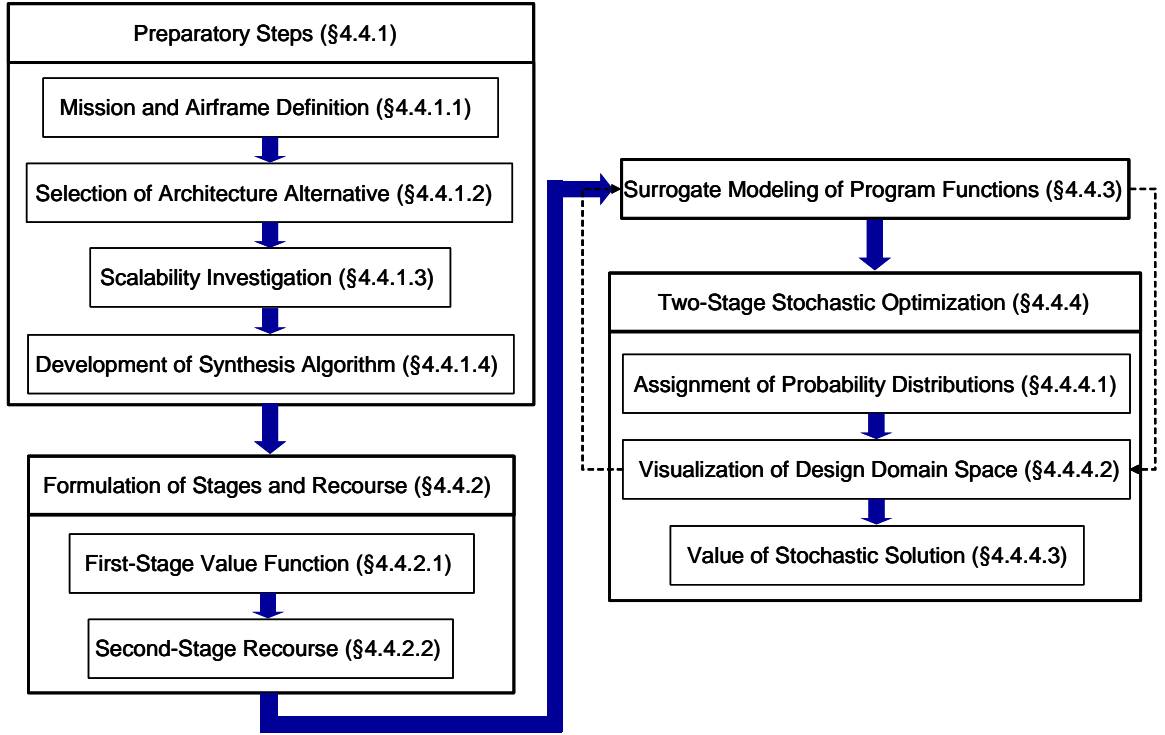 Preparatory Steps (§4.4.1)
Mission and Airframe Definition (§4.4.1.1)
Selection of Architecture Alternative (§4.4.1.2)
Scalability Investigation (§4.4.1.3)
Development of Synthesis Algorithm (§4.4.1.4)
Formulation of Stages and Recourse (§4.4.2)
First-Stage Value Function (§4.4.2.1)
Second-Stage Recourse (§4.4.2.2)
Surrogate Modeling of Program Functions (§4.4.3)
Two-Stage Stochastic Optimization (§4.4.4)
Assignment of Probability Distributions (§4.4.4.1)
Visualization of Design Domain Space (§4.4.4.2)
Value of Stochastic Solution (§4.4.4.3)